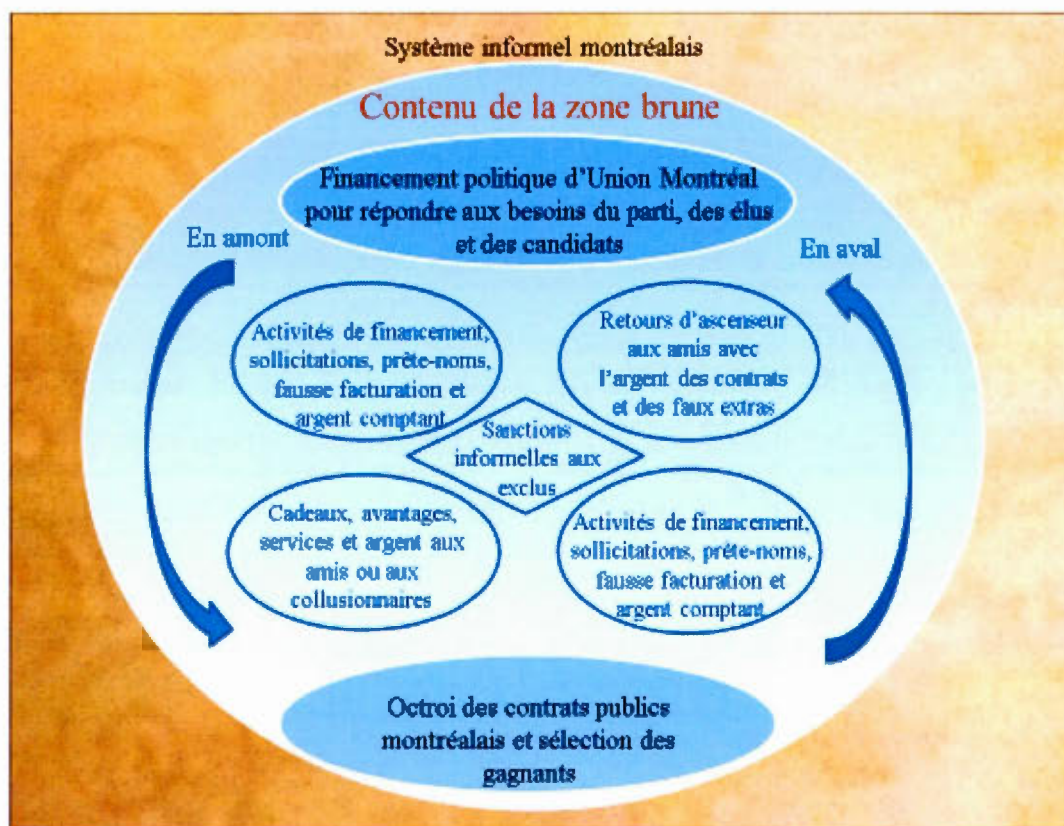 Système informel montréalais
Contenu de la zone brune
Financement politique d'Union Montréal
pour répondre aux besoins du parti, des élus
et des candidats
En amont
En aval
Activités de financement,
sollicitations, prête-noms,
fausse facturation et
argent comptant
Retours d'ascenseur
aux amis avec
l'argent des contrats
et des faux extras
Sanctions
informelles aux
exclus
Cadeaux, avantages,
services et argent aux
amis ou aux
collusionnaires
Activités de financement,
sollicitations, prête-noms,
fausse facturation et
argent comptant
Octroi des contrats publics
montréalais et sélection des
gagnants